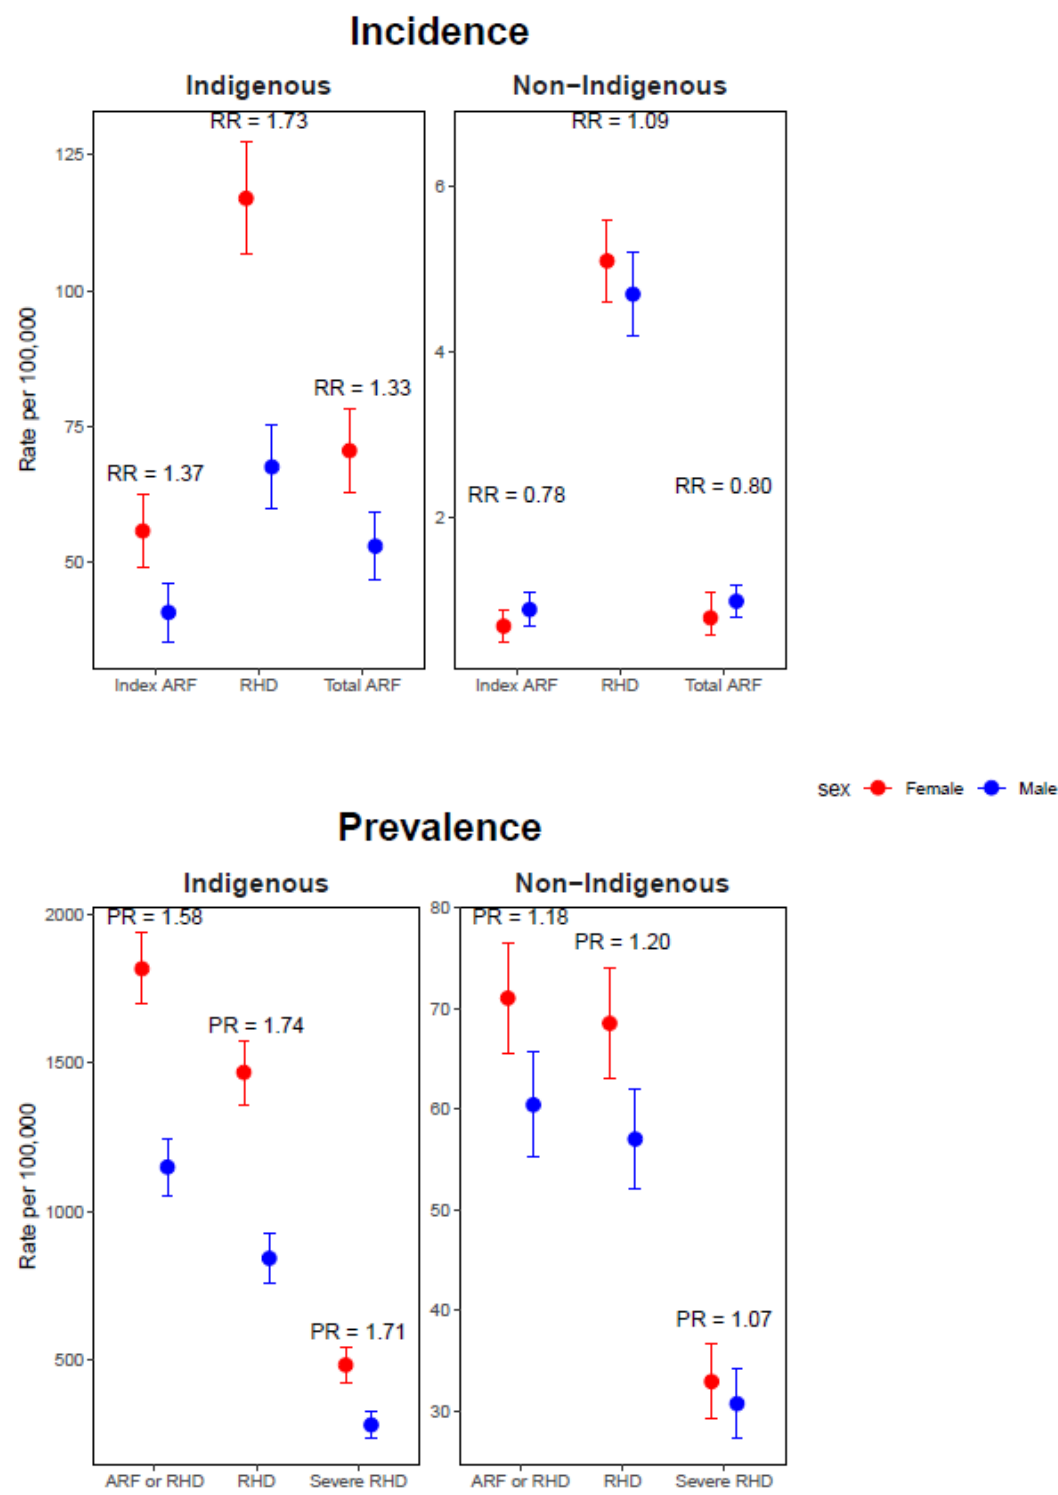 Incidence
Indigenous
Non-Indigenous
Rate per 100,000
125
100
75
50
RR = 1.73
RR = 1.33
RR = 1.37
Index ARF RHD Total ARF
6
4
2
RR = 1.09
RR = 0.80
RR = 0.78
Index ARF RHD Total ARF
sex Female Male
Prevalence
Indigenous
Non-Indigenous
Rate per 100,000
2000
1500
1000
500
PR = 1.58
PR = 1.74
PR = 1.71
ARF or RHD RHD Severe RHD
80
70
60
50
40
30
PR = 1.18
PR = 1.20
PR = 1.07
ARF or RHD RHD Severe RHD